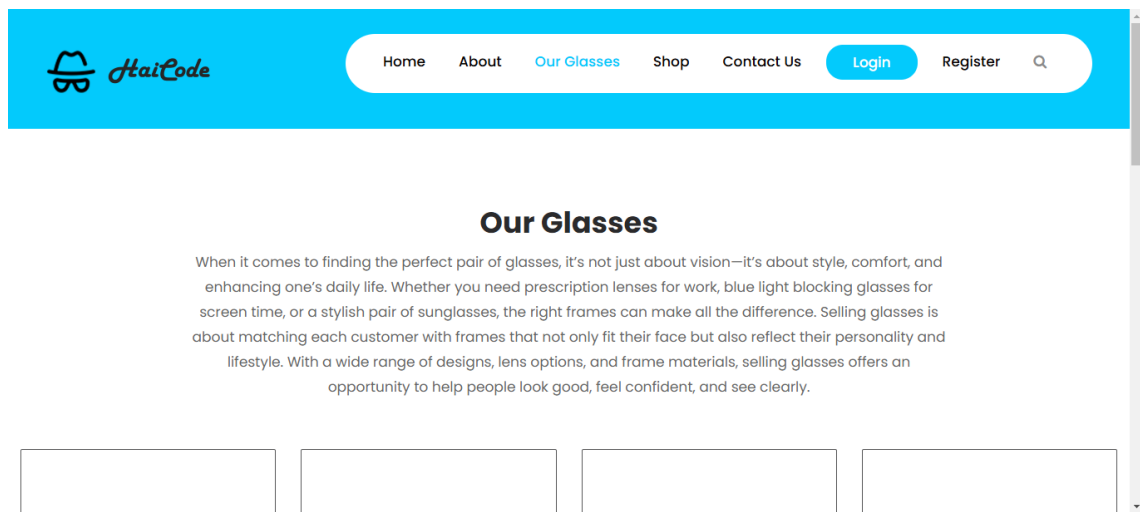 HaiCode
Home About Our Glasses Shop Contact Us Login Register
Our Glasses
When it comes to finding the perfect pair of glasses, it’s not just about vision—it’s about style, comfort, and
enhancing one’s daily life. Whether you need prescription lenses for work, blue light blocking glasses for
screen time, or a stylish pair of sunglasses, the right frames can make all the difference. Selling glasses is
about matching each customer with frames that not only fit their face but also reflect their personality and
lifestyle. With a wide range of designs, lens options, and frame materials, selling glasses offers an
opportunity to help people look good, feel confident, and see clearly.